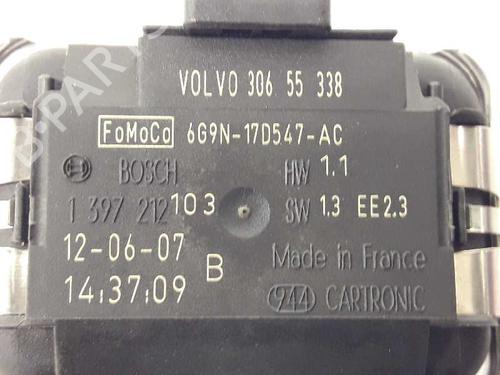 B-PARTS
VOLVO 306 55 338
FoMoCo 6G9N-17D547-AC
BOSCH HW 1.1
1 397 212 103 SW 1.3 EE2.3
12-06-07 B Made in France
14:37:09 944 CARTRONIC